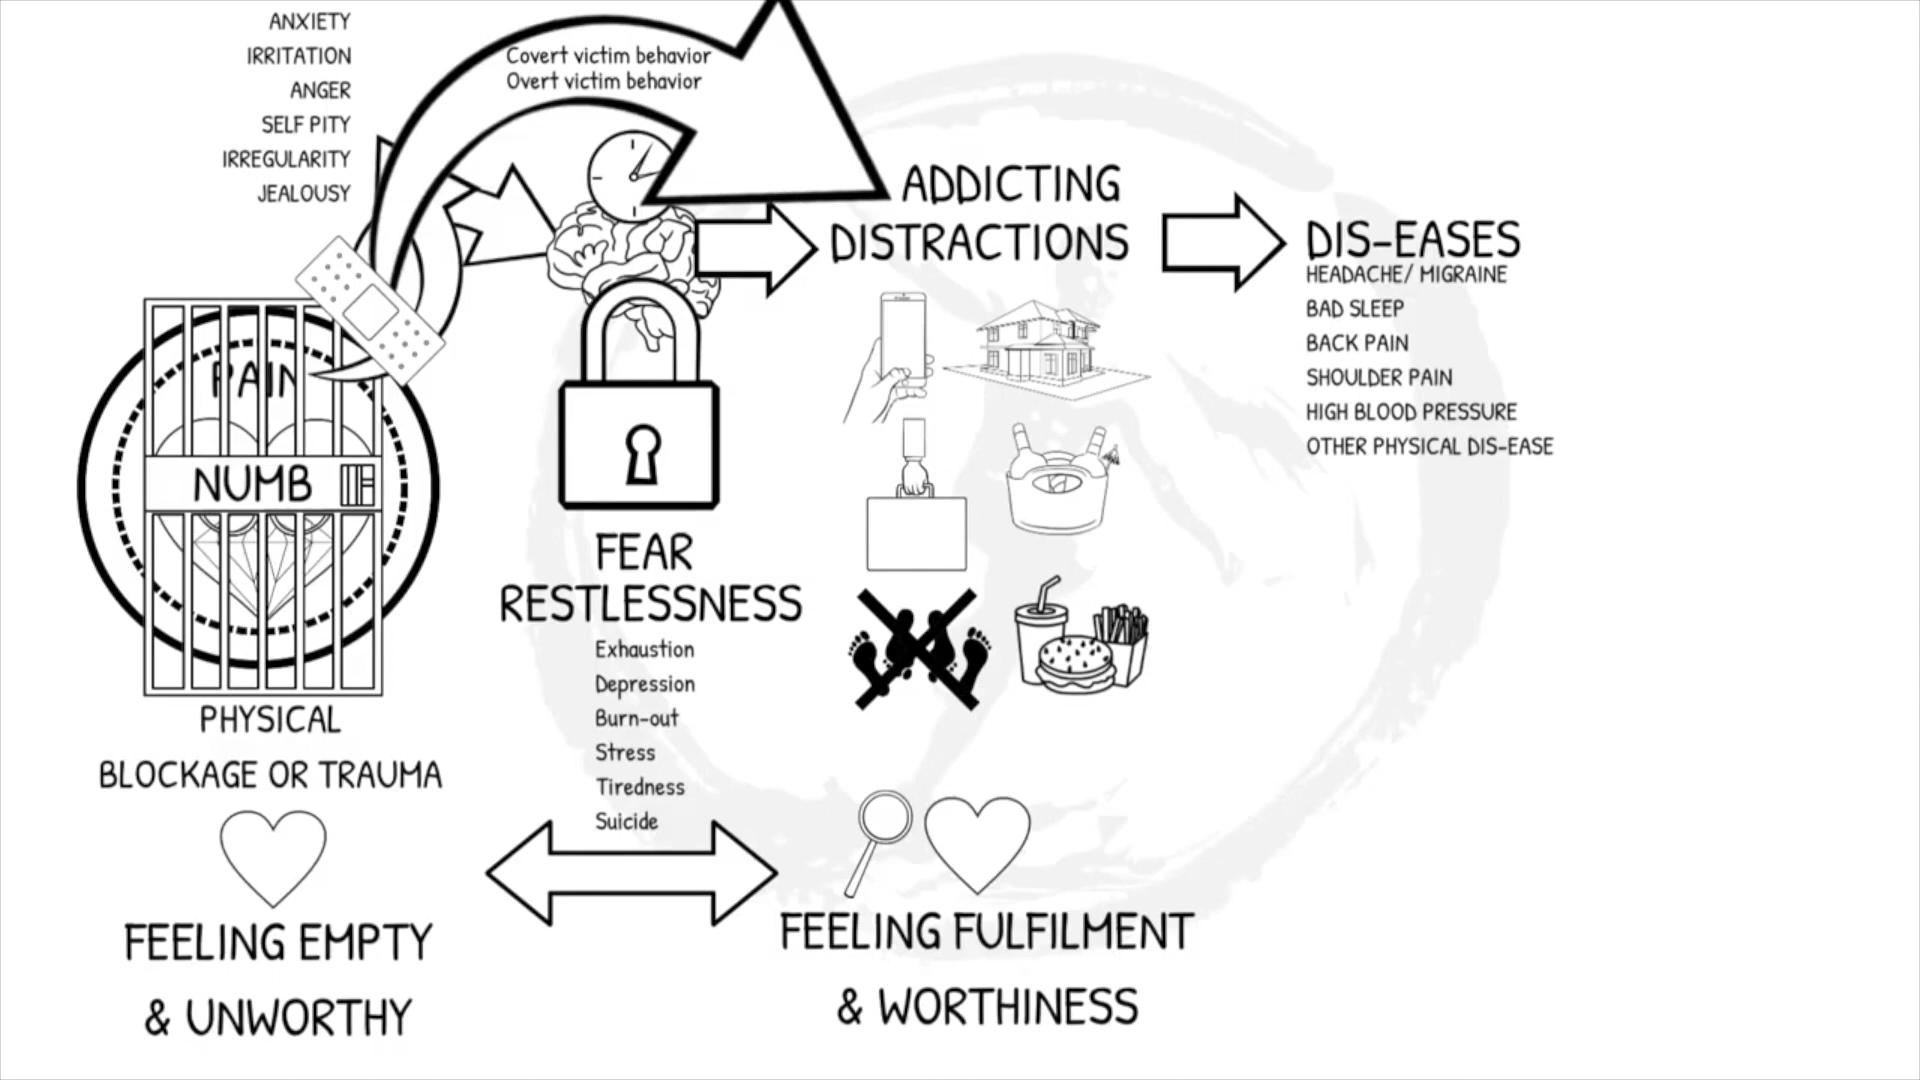 ANXIETY
IRRITATION
ANGER
SELF PITY
IRREGULARITY
JEALOUSY
Covert victim behavior
Overt victim behavior
PAIN
NUMB
PHYSICAL
BLOCKAGE OR TRAUMA
FEELING EMPTY
& UNWORTHY
FEAR
RESTLESSNESS
Exhaustion
Depression
Burn-out
Stress
Tiredness
Suicide
ADDICTING
DISTRACTIONS
FEELING FULFILMENT
& WORTHINESS
DIS-EASES
HEADACHE/ MIGRAINE
BAD SLEEP
BACK PAIN
SHOULDER PAIN
HIGH BLOOD PRESSURE
OTHER PHYSICAL DIS-EASE